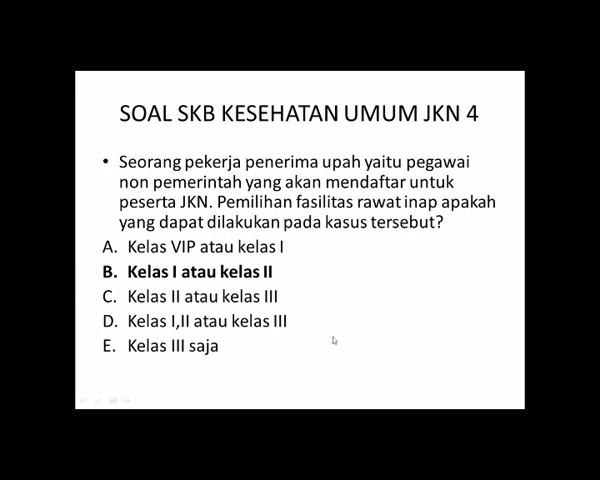 SOAL SKB KESEHATAN UMUM JKN 4
• Seorang pekerja penerima upah yaitu pegawai
non pemerintah yang akan mendaftar untuk
peserta JKN. Pemilihan fasilitas rawat inap apakah
yang dapat dilakukan pada kasus tersebut?
A. Kelas VIP atau kelas I
B. Kelas I atau kelas II
C. Kelas II atau kelas III
D. Kelas I,II atau kelas III
E. Kelas III saja